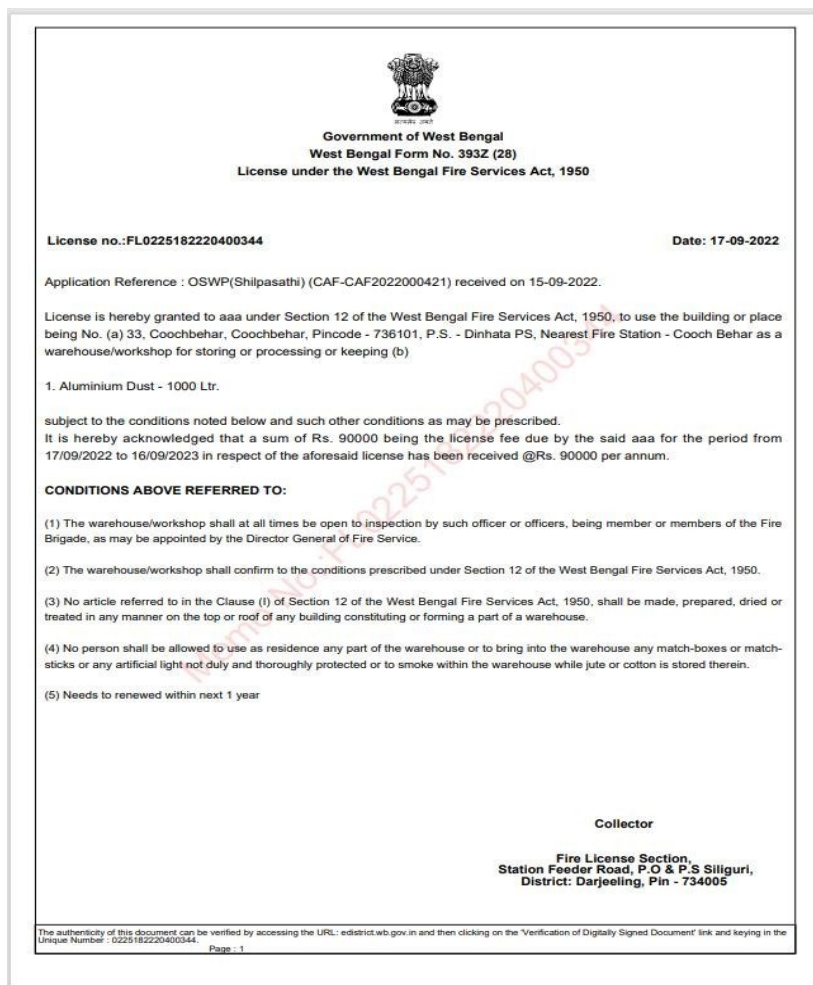 सत्यमेव जयते
Government of West Bengal
West Bengal Form No. 393Z (28)
License under the West Bengal Fire Services Act, 1950
License no.:FL0225182220400344 Date: 17-09-2022
Application Reference : OSWP(Shilpasathi) (CAF-CAF2022000421) received on 15-09-2022.
License is hereby granted to aaa under Section 12 of the West Bengal Fire Services Act, 1950, to use the building or place
being No. (a) 33, Coochbehar, Coochbehar, Pincode - 736101, P.S. - Dinhata PS, Nearest Fire Station - Cooch Behar as a
warehouse/workshop for storing or processing or keeping (b)
1. Aluminium Dust - 1000 Ltr.
subject to the conditions noted below and such other conditions as may be prescribed.
It is hereby acknowledged that a sum of Rs. 90000 being the license fee due by the said aaa for the period from
17/09/2022 to 16/09/2023 in respect of the aforesaid license has been received @Rs. 90000 per annum.
CONDITIONS ABOVE REFERRED TO:
(1) The warehouse/workshop shall at all times be open to inspection by such officer or officers, being member or members of the Fire
Brigade, as may be appointed by the Director General of Fire Service.
(2) The warehouse/workshop shall confirm to the conditions prescribed under Section 12 of the West Bengal Fire Services Act, 1950.
(3) No article referred to in the Clause (I) of Section 12 of the West Bengal Fire Services Act, 1950, shall be made, prepared, dried or
treated in any manner on the top or roof of any building constituting or forming a part of a warehouse.
(4) No person shall be allowed to use as residence any part of the warehouse or to bring into the warehouse any match-boxes or match-
sticks or any artificial light not duly and thoroughly protected or to smoke within the warehouse while jute or cotton is stored therein.
(5) Needs to renewed within next 1 year
Memo No.:FL0225182220400344
Collector
Fire License Section,
Station Feeder Road, P.O & P.S Siliguri,
District: Darjeeling, Pin - 734005
The authenticity of this document can be verified by accessing the URL: edistrict.wb.gov.in and then clicking on the 'Verification of Digitally Signed Document' link and keying in the
Unique Number : 0225182220400344.
Page : 1